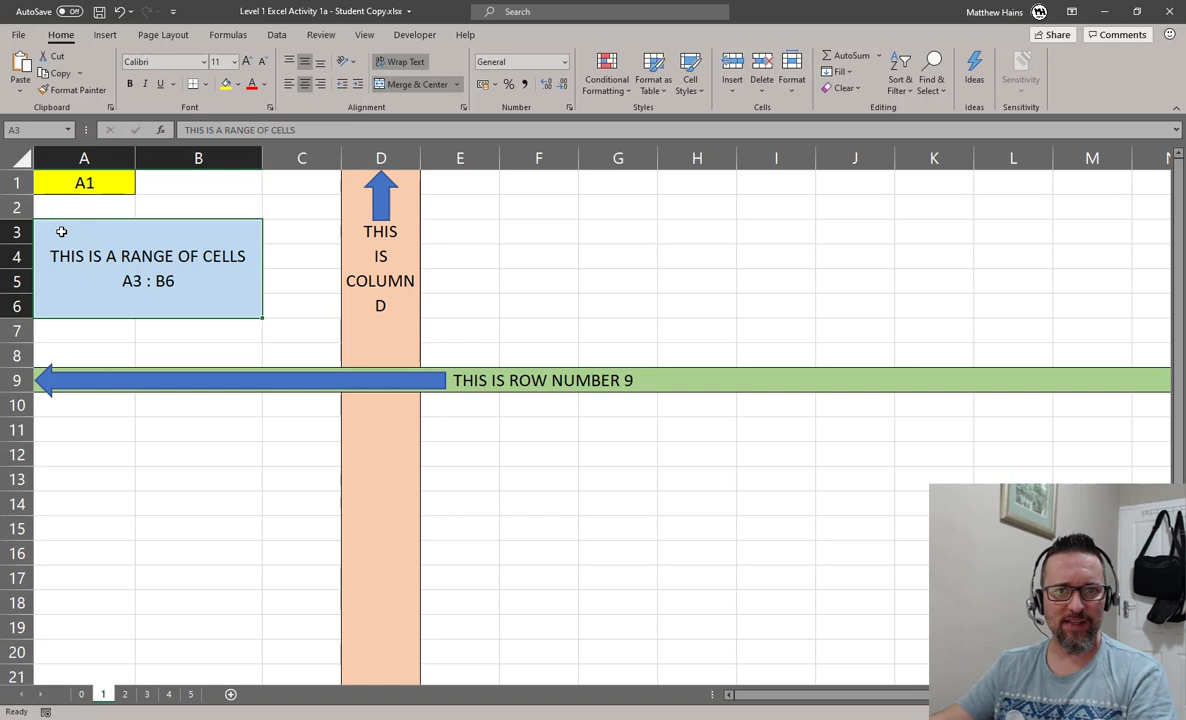 AutoSave Off Level 1 Excel Activity 1a - Student Copy.xlsx Search Matthew Hains
File Home Insert Page Layout Formulas Data Review View Developer Help Share Comments
Paste
Cut
Copy
Format Painter
Clipboard
Calibri 11
B I U A
Font
Wrap Text
Merge & Center
Alignment
General
%
Number
Conditional Formatting
Format as Table
Cell Styles
Styles
Insert Delete Format
Cells
AutoSum
Fill
Clear
Sort & Filter
Find & Select
Editing
Ideas
Ideas
Sensitivity
Sensitivity
A3 fx THIS IS A RANGE OF CELLS
A B C D E F G H I J K L M N
1 A1
2
3 THIS
4 THIS IS A RANGE OF CELLS IS
5 A3 : B6 COLUMN
6 D
7
8
9 THIS IS ROW NUMBER 9
10
11
12
13
14
15
16
17
18
19
20
21
0 1 2 3 4 5
Ready